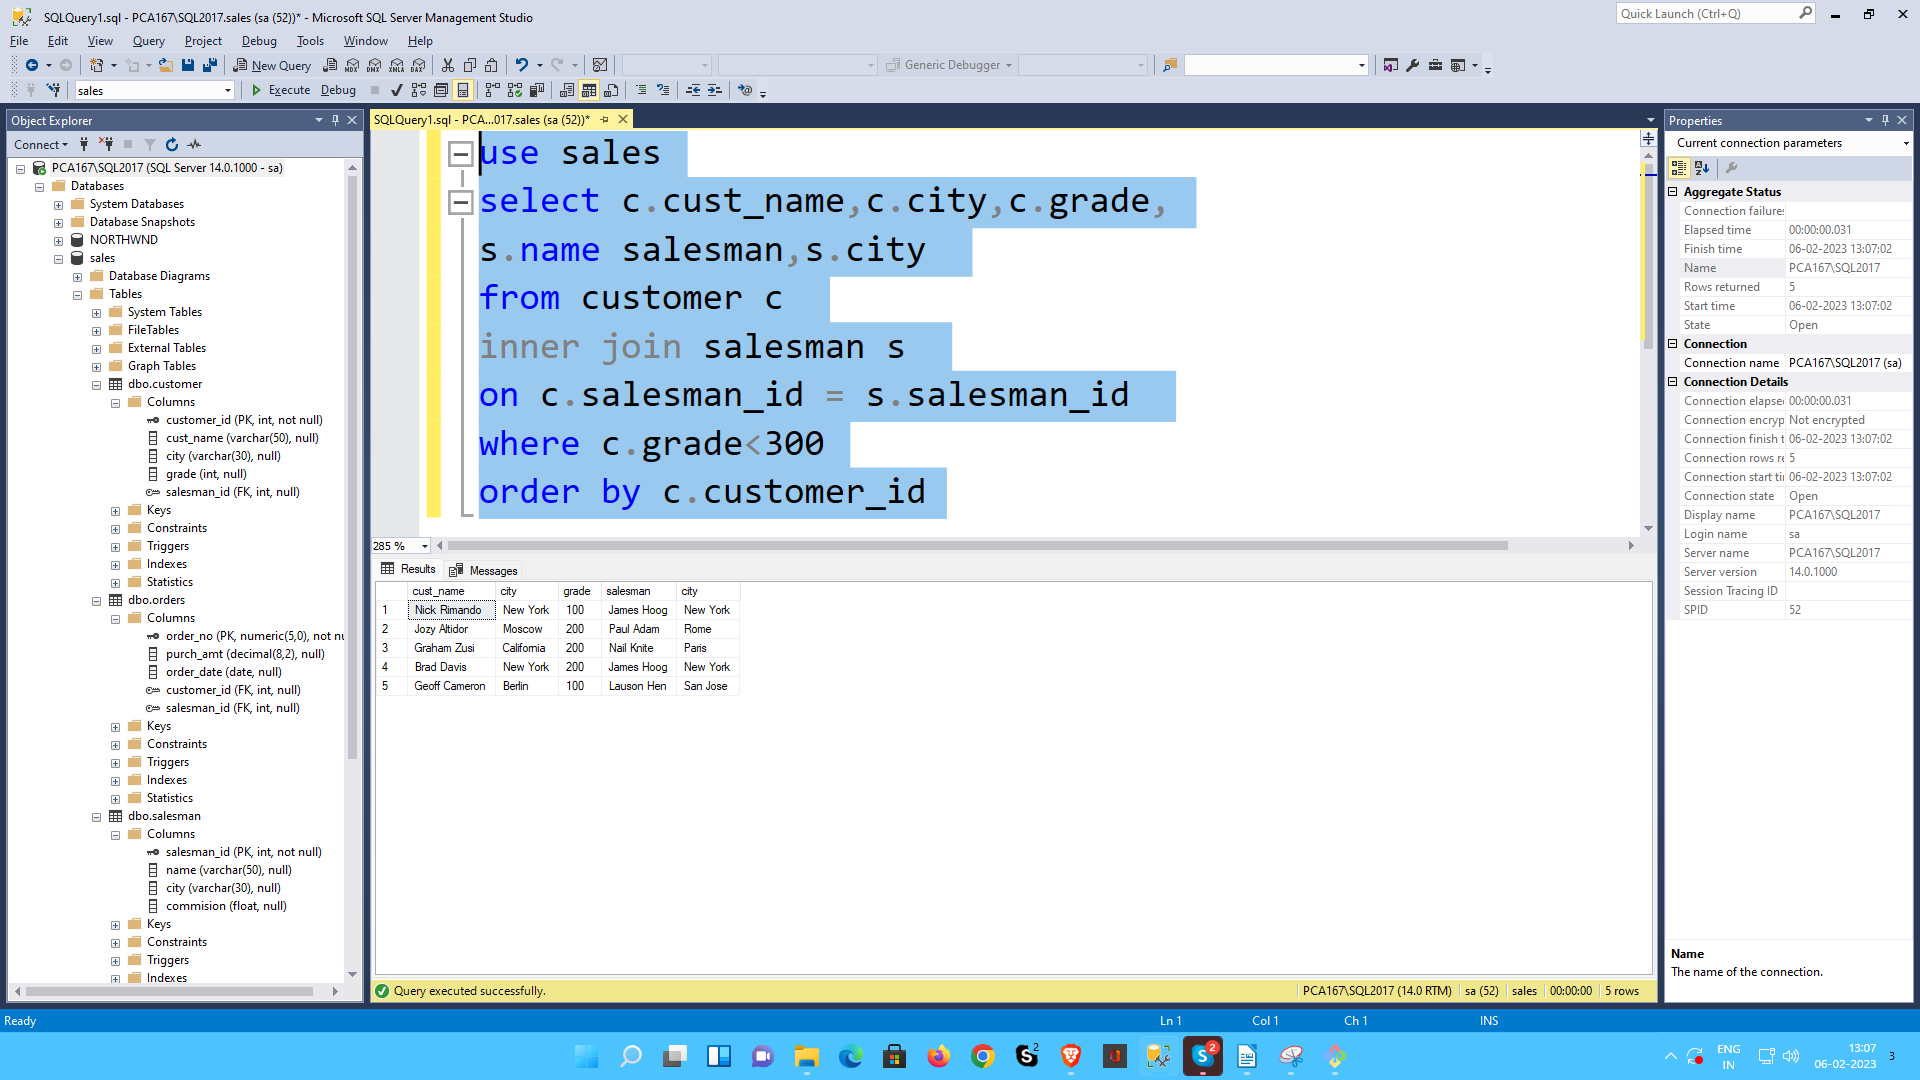 SQLQuery1.sql - PCA167\SQL2017.sales (sa (52))* - Microsoft SQL Server Management Studio
Quick Launch (Ctrl+Q)
File Edit View Query Project Debug Tools Window Help
New Query
MDX DMX XMLA DAX
Generic Debugger
sales
Execute Debug
Object Explorer
Connect
PCA167\SQL2017 (SQL Server 14.0.1000 - sa)
Databases
System Databases
Database Snapshots
NORTHWND
sales
Database Diagrams
Tables
System Tables
FileTables
External Tables
Graph Tables
dbo.customer
Columns
customer_id (PK, int, not null)
cust_name (varchar(50), null)
city (varchar(30), null)
grade (int, null)
salesman_id (FK, int, null)
Keys
Constraints
Triggers
Indexes
Statistics
dbo.orders
Columns
order_no (PK, numeric(5,0), not nu
purch_amt (decimal(8,2), null)
order_date (date, null)
customer_id (FK, int, null)
salesman_id (FK, int, null)
Keys
Constraints
Triggers
Indexes
Statistics
dbo.salesman
Columns
salesman_id (PK, int, not null)
name (varchar(50), null)
city (varchar(30), null)
commision (float, null)
Keys
Constraints
Triggers
Indexes
SQLQuery1.sql - PCA...017.sales (sa (52))*
use sales
select c.cust_name,c.city,c.grade,
s.name salesman,s.city
from customer c
inner join salesman s
on c.salesman_id = s.salesman_id
where c.grade<300
order by c.customer_id
285 %
Results Messages
cust_name city grade salesman city
1 Nick Rimando New York 100 James Hoog New York
2 Jozy Altidor Moscow 200 Paul Adam Rome
3 Graham Zusi California 200 Nail Knite Paris
4 Brad Davis New York 200 James Hoog New York
5 Geoff Cameron Berlin 100 Lauson Hen San Jose
Query executed successfully.
PCA167\SQL2017 (14.0 RTM) sa (52) sales 00:00:00 5 rows
Properties
Current connection parameters
Aggregate Status
Connection failures
Elapsed time 00:00:00.031
Finish time 06-02-2023 13:07:02
Name PCA167\SQL2017
Rows returned 5
Start time 06-02-2023 13:07:02
State Open
Connection
Connection name PCA167\SQL2017 (sa)
Connection Details
Connection elapse 00:00:00.031
Connection encryp Not encrypted
Connection finish t 06-02-2023 13:07:02
Connection rows re 5
Connection start ti 06-02-2023 13:07:02
Connection state Open
Display name PCA167\SQL2017
Login name sa
Server name PCA167\SQL2017
Server version 14.0.1000
Session Tracing ID
SPID 52
Name
The name of the connection.
Ready
Ln 1 Col 1 Ch 1 INS
S 2
S 2
ENG
IN
13:07
06-02-2023
3